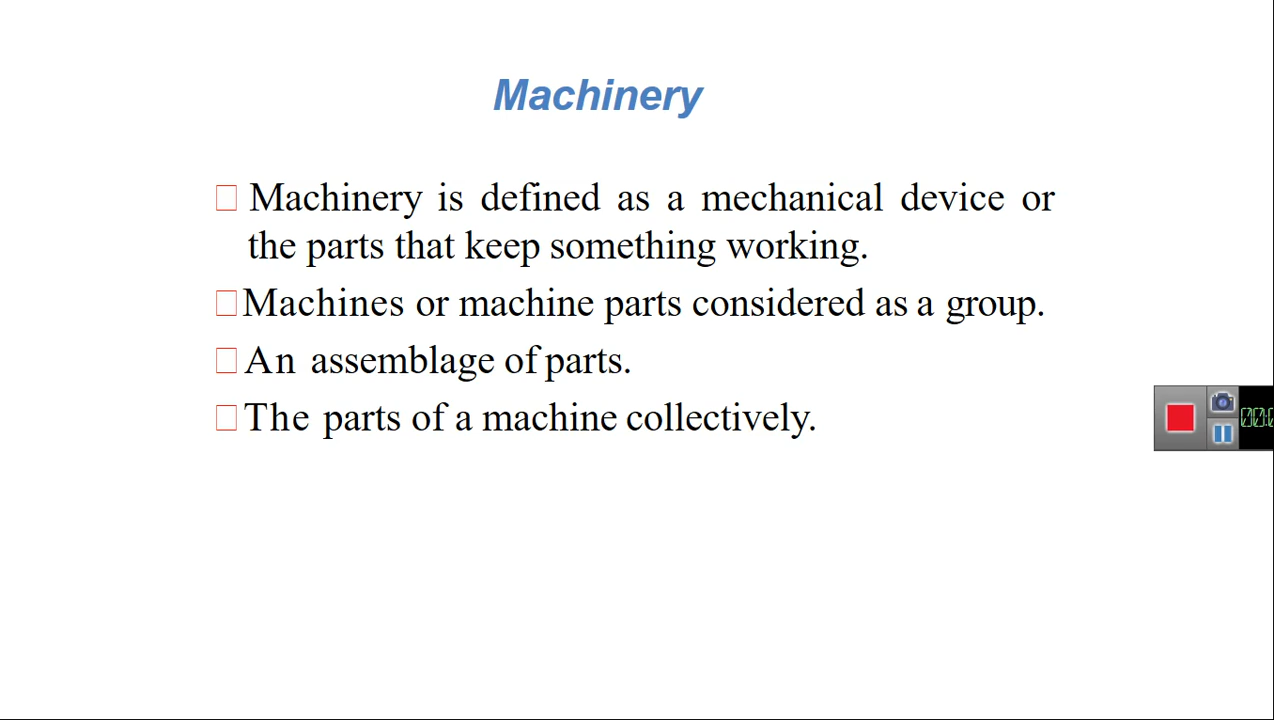 Machinery
Machinery is defined as a mechanical device or
the parts that keep something working.
Machines or machine parts considered as a group.
An assemblage of parts.
The parts of a machine collectively.